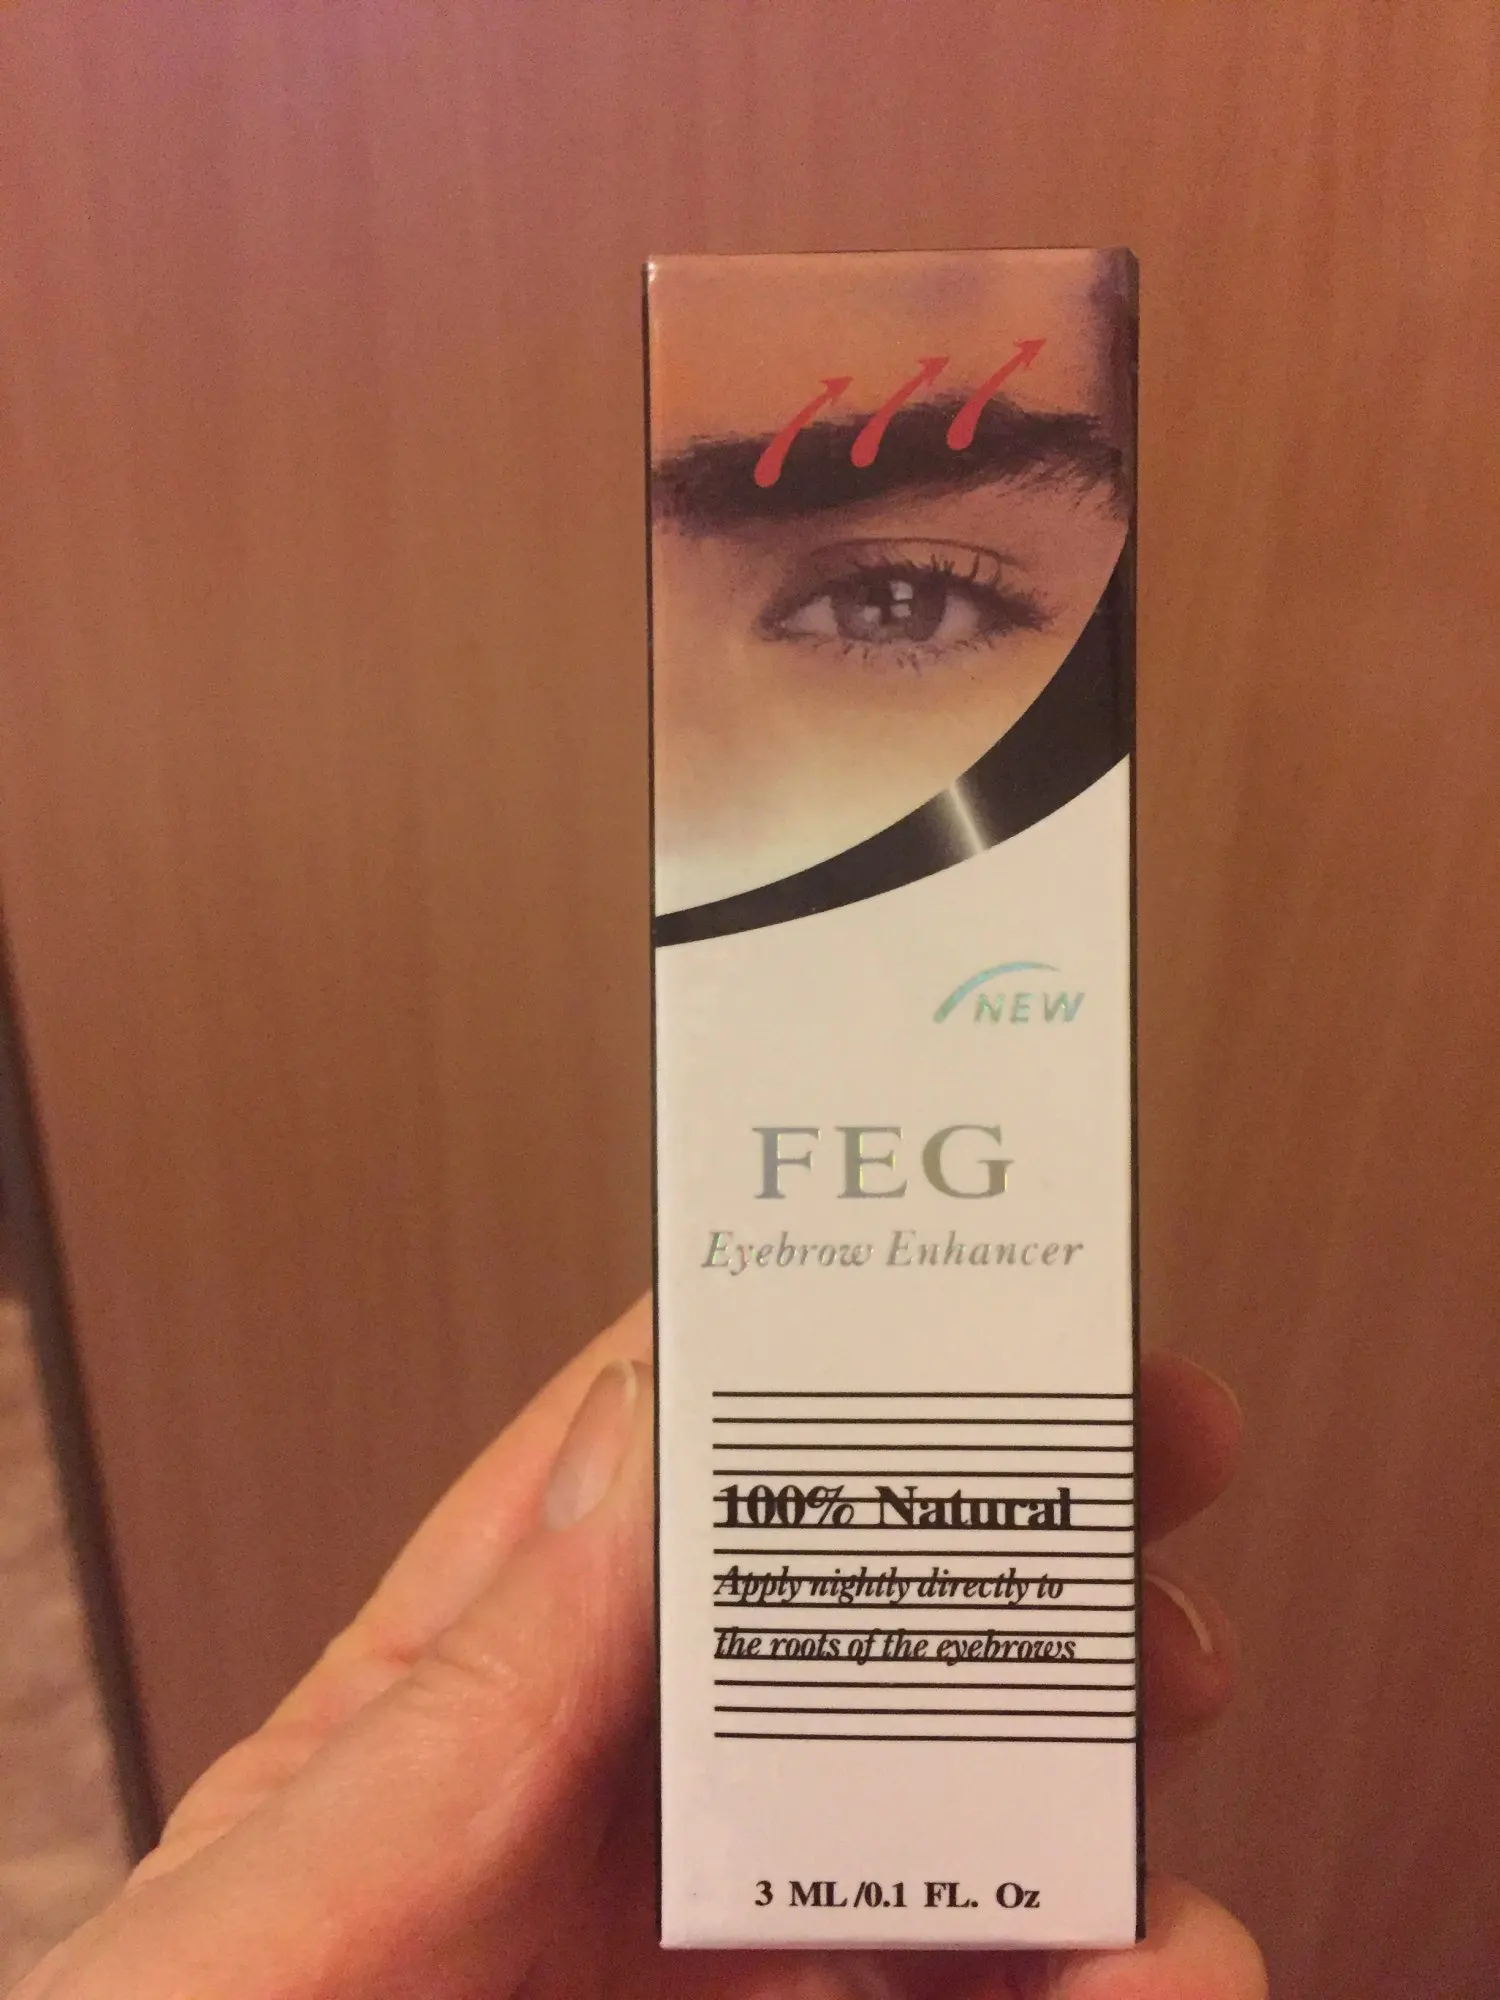 NEW
FEG
Eyebrow Enhancer
100% Natural
Apply nightly directly to
the roots of the eyebrows
3 ML/0.1 FL. Oz